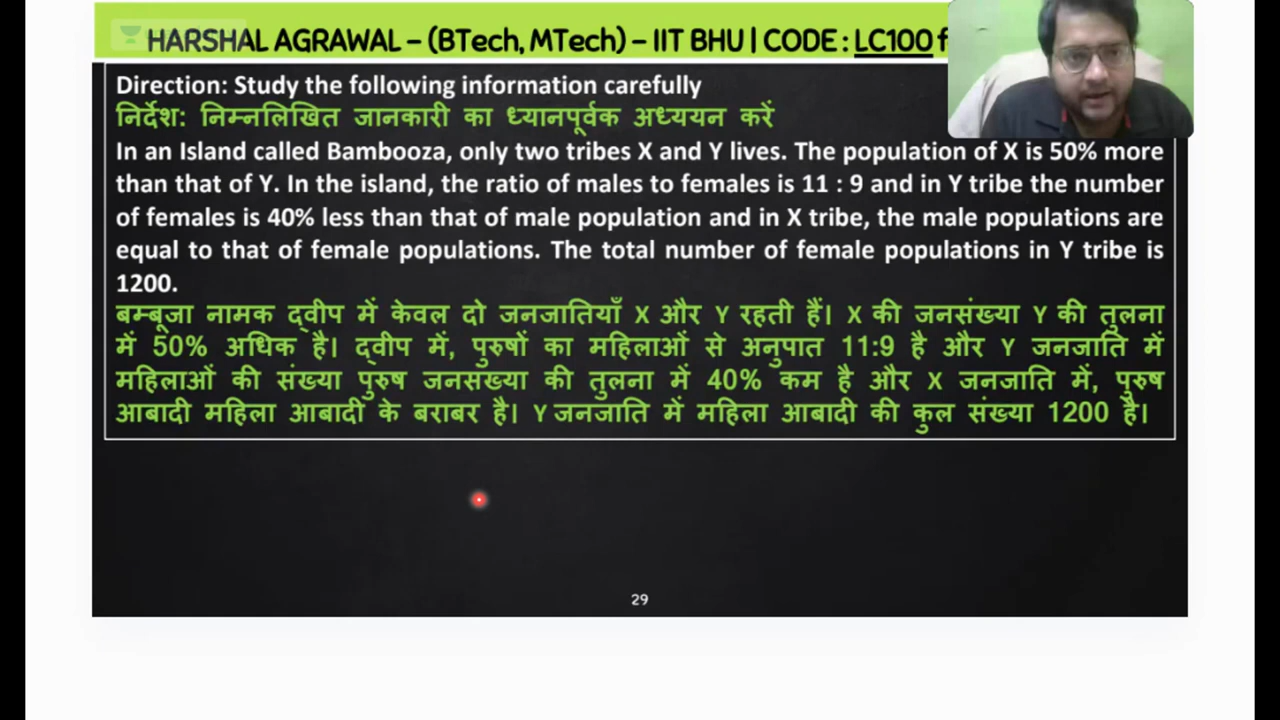 HARSHAL AGRAWAL – (BTech, MTech) – IIT BHU | CODE : LC100 f
Direction: Study the following information carefully
निर्देश: निम्नलिखित जानकारी का ध्यानपूर्वक अध्ययन करें
In an Island called Bambooza, only two tribes X and Y lives. The population of X is 50% more
than that of Y. In the island, the ratio of males to females is 11 : 9 and in Y tribe the number
of females is 40% less than that of male population and in X tribe, the male populations are
equal to that of female populations. The total number of female populations in Y tribe is
1200.
बम्बूजा नामक द्वीप में केवल दो जनजातियाँ X और Y रहती हैं। X की जनसंख्या Y की तुलना
में 50% अधिक है। द्वीप में, पुरुषों का महिलाओं से अनुपात 11:9 है और Y जनजाति में
महिलाओं की संख्या पुरुष जनसंख्या की तुलना में 40% कम है और X जनजाति में, पुरुष
आबादी महिला आबादी के बराबर है। Y जनजाति में महिला आबादी की कुल संख्या 1200 है।
29